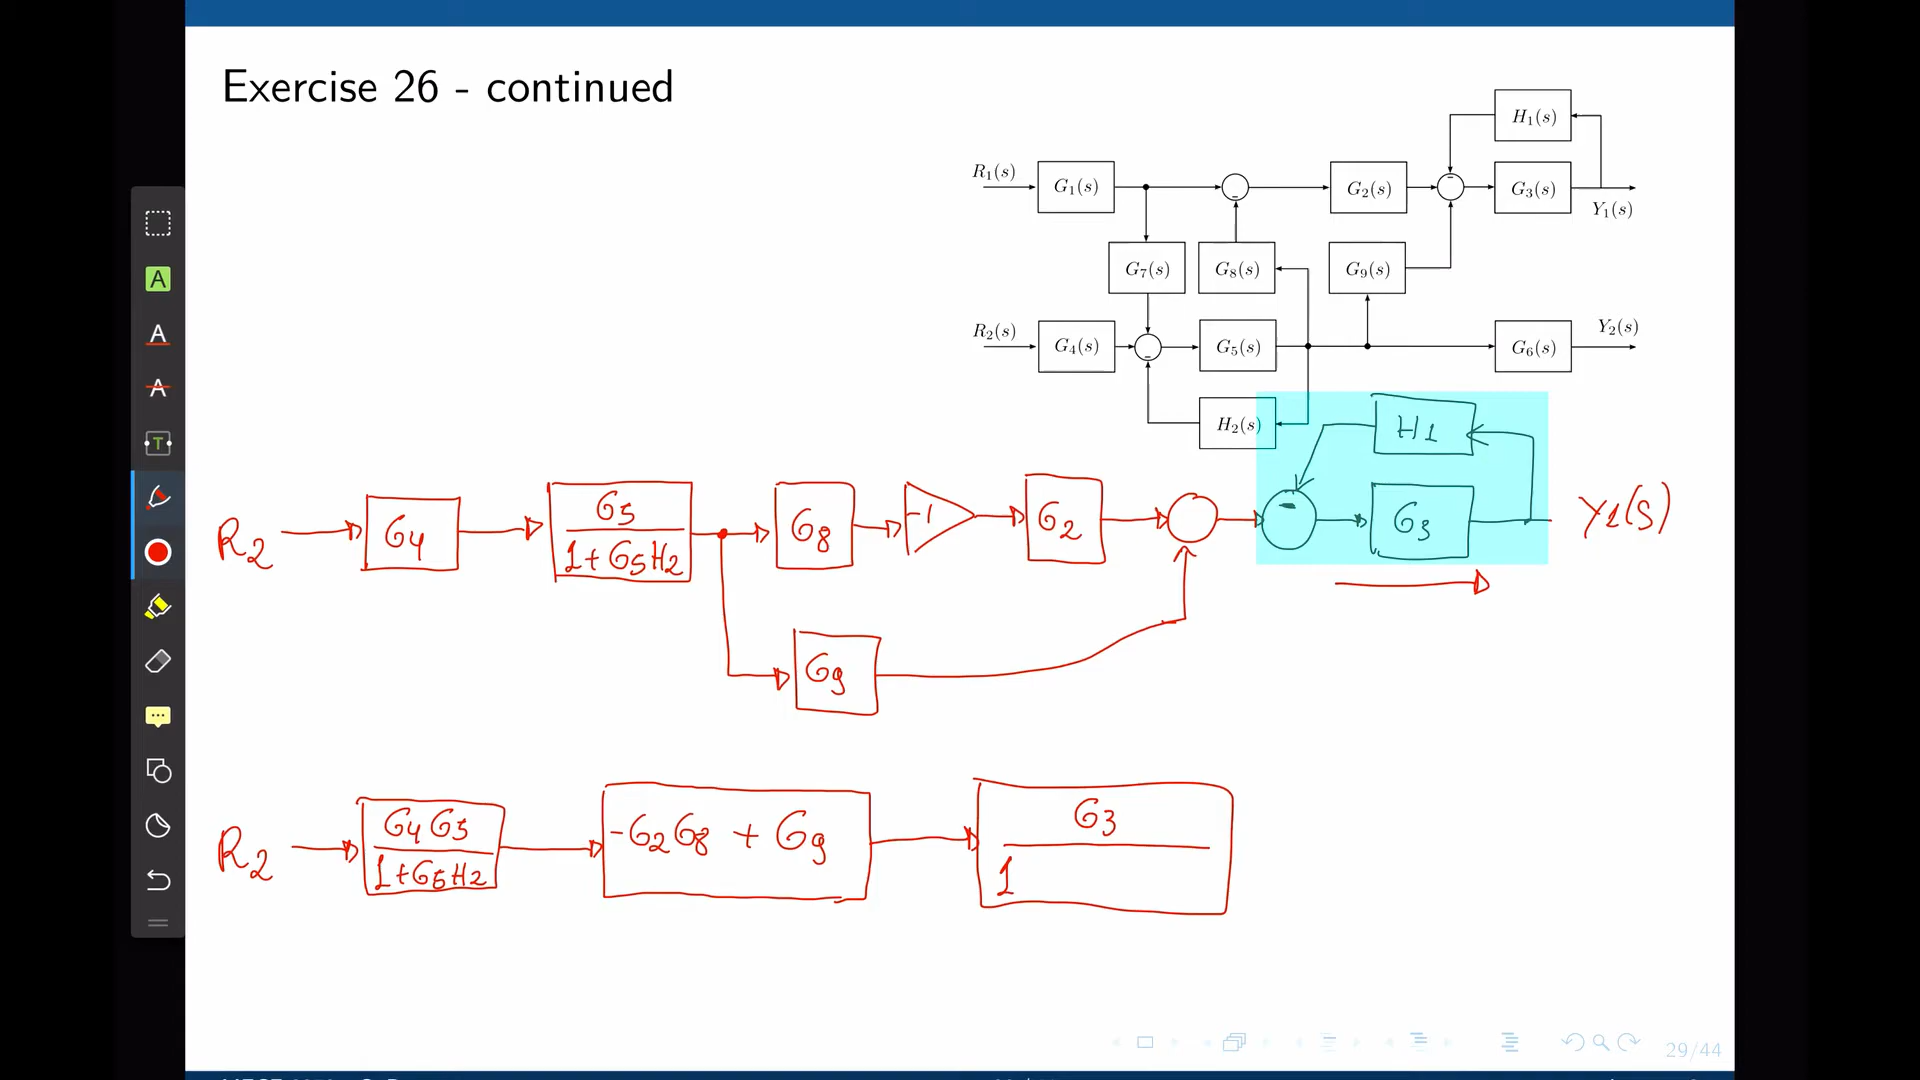 Exercise 26 - continued
H₁(s)
R₁(s) G₁(s) G₂(s) G₃(s)
Y₁(s)
G₇(s) G₈(s) G₉(s)
R₂(s) G₄(s) G₅(s) G₆(s) Y₂(s)
H₂(s)
H1
R2 G4 G5 G8 -1 G2 - G3 Y1(s)
1+G5H2
G9
R2 G4G5 -G2G8 + G9 G3
1+G5H2 1
A
A
A
T
29/44